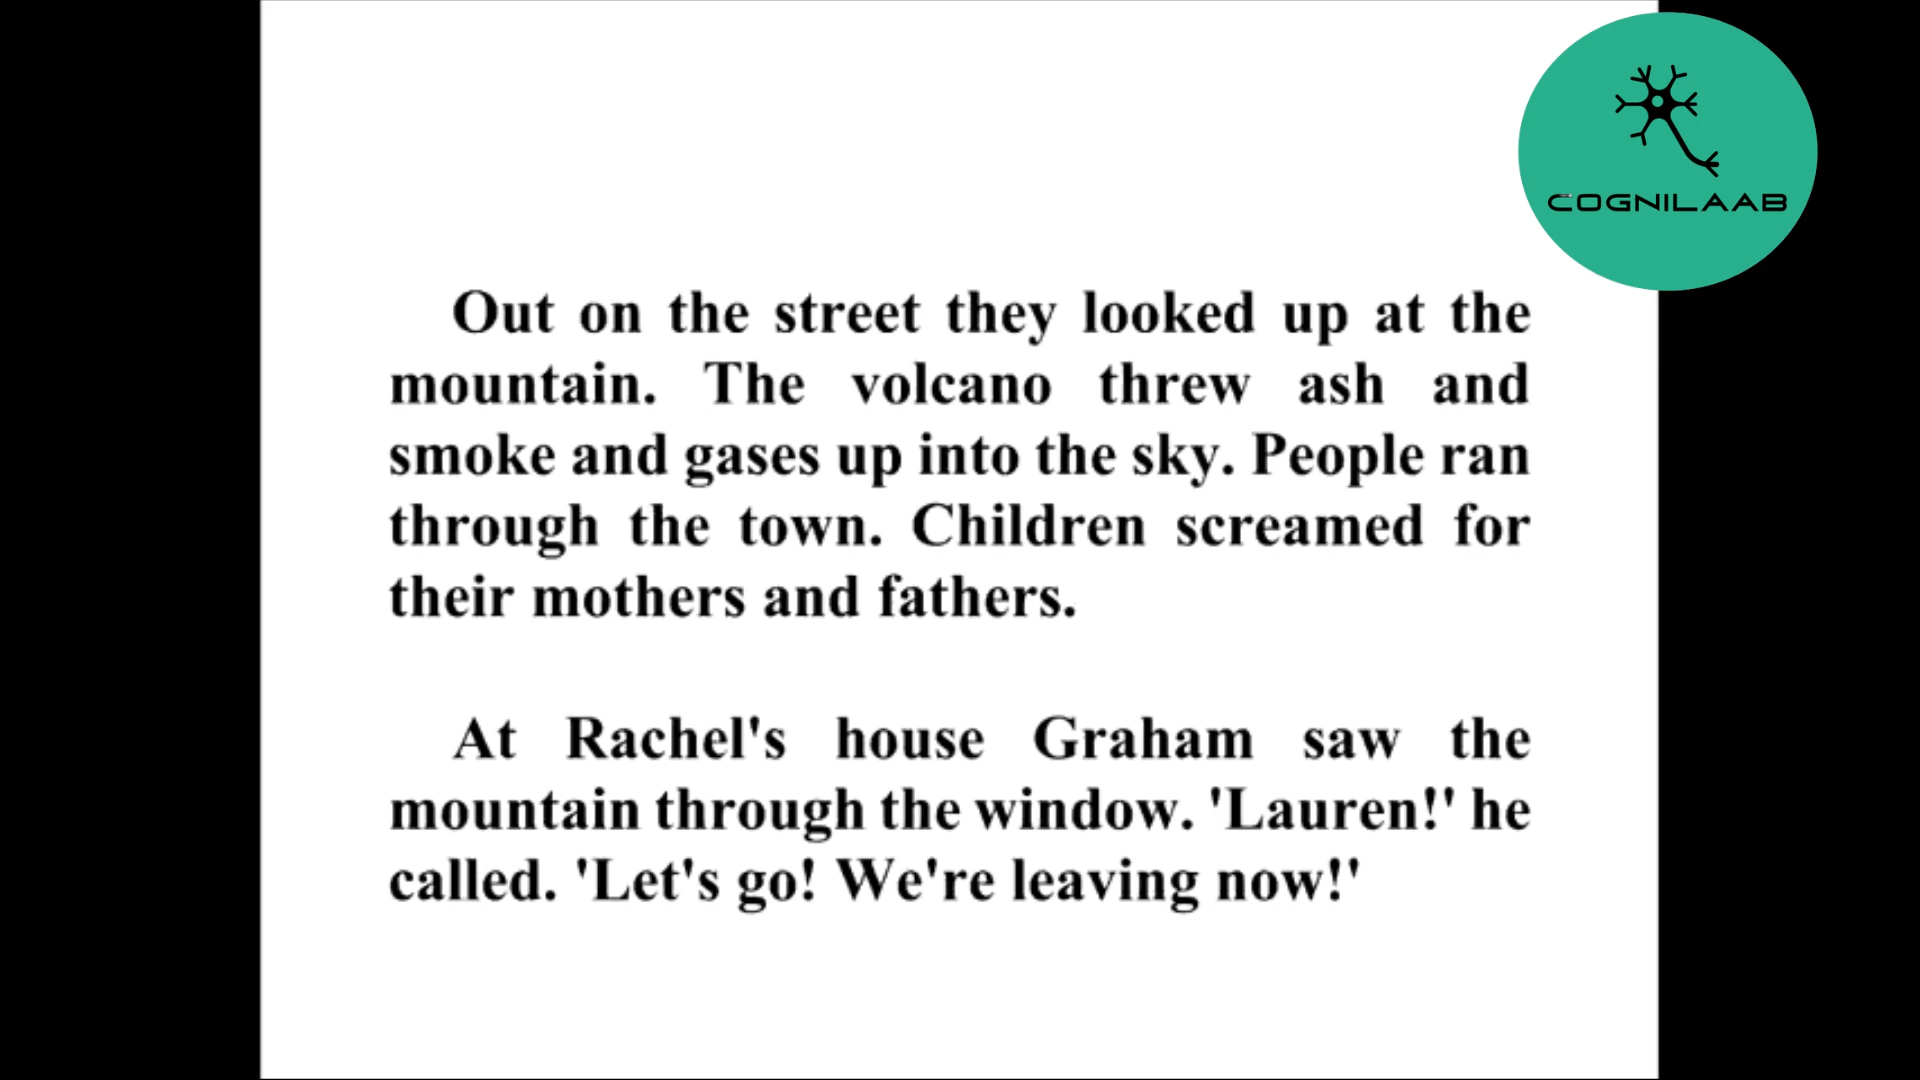 COGNILAAB
Out on the street they looked up at the
mountain. The volcano threw ash and
smoke and gases up into the sky. People ran
through the town. Children screamed for
their mothers and fathers.
At Rachel's house Graham saw the
mountain through the window. 'Lauren!' he
called. 'Let's go! We're leaving now!'